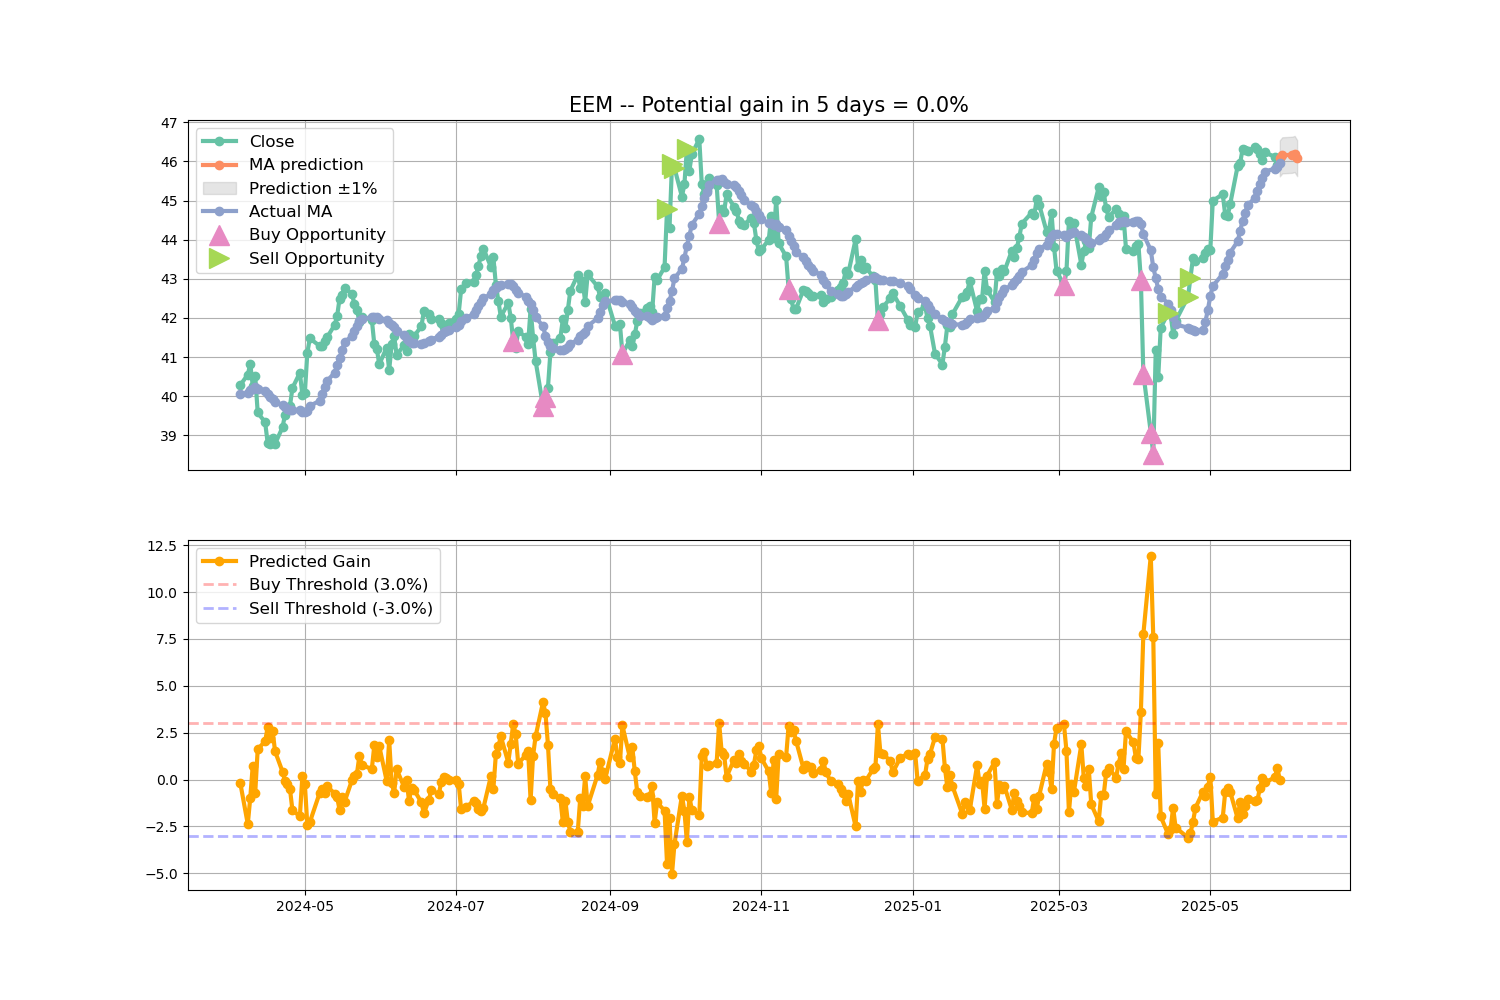 EEM -- Potential gain in 5 days = 0.0%
47
46
45
44
43
42
41
40
39
Close
MA prediction
Prediction ±1%
Actual MA
Buy Opportunity
Sell Opportunity
12.5
10.0
7.5
5.0
2.5
0.0
−2.5
−5.0
Predicted Gain
Buy Threshold (3.0%)
Sell Threshold (-3.0%)
2024-05 2024-07 2024-09 2024-11 2025-01 2025-03 2025-05